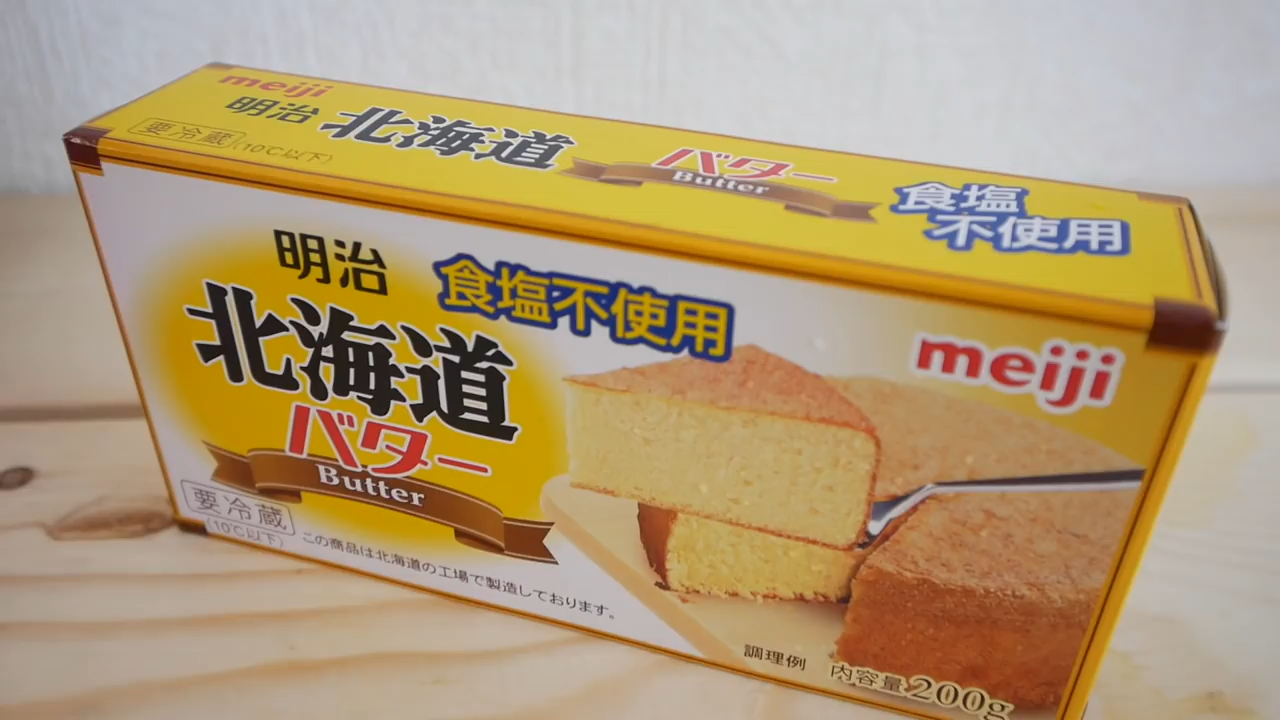 meiji
明治 北海道
バター
Butter
要冷蔵
(10℃以下)
食塩
不使用
明治
食塩不使用
北海道
バター
Butter
meiji
要冷蔵
(10℃以下)
この商品は北海道の工場で製造しております。
調理例
内容量200g